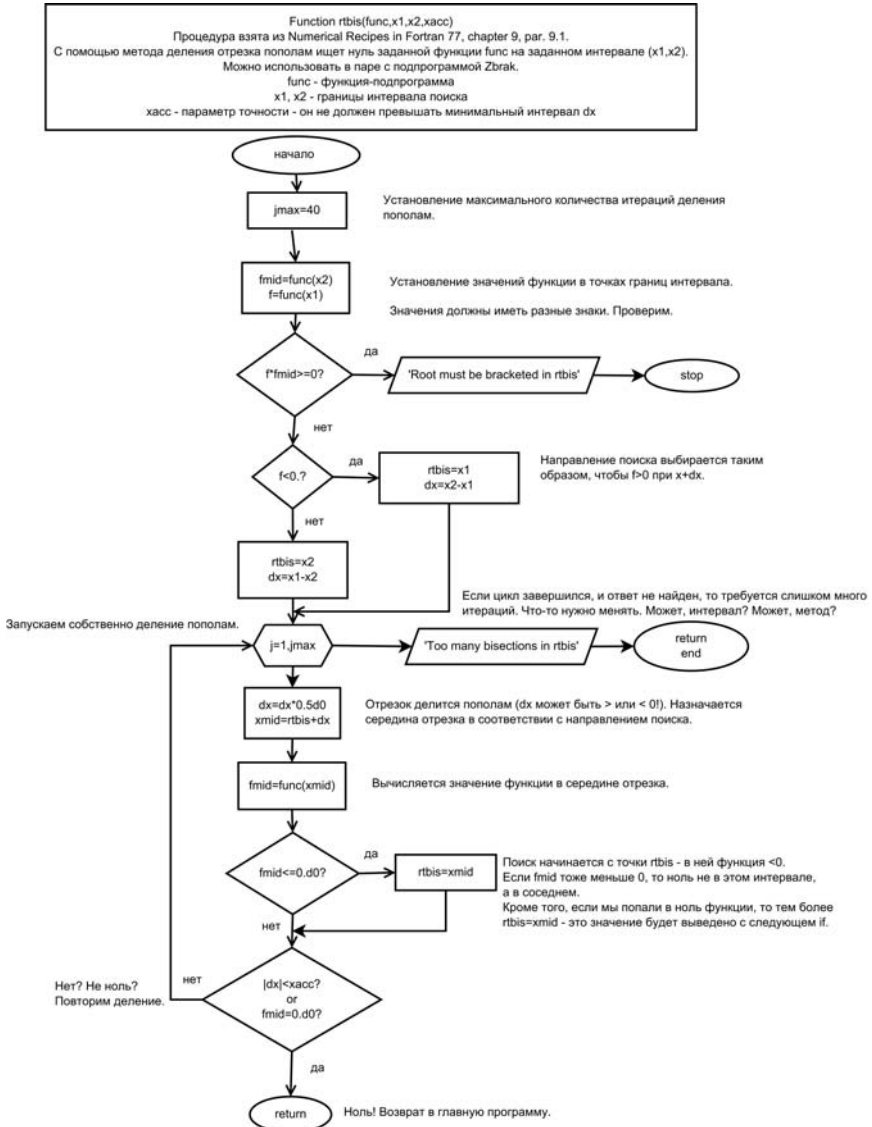 Function rtbis(func,x1,x2,xacc)
Процедура взята из Numerical Recipes in Fortran 77, chapter 9, par. 9.1.
С помощью метода деления отрезка пополам ищет нуль заданной функции func на заданном интервале (x1,x2).
Можно использовать в паре с подпрограммой Zbrak.
func - функция-подпрограмма
x1, x2 - границы интервала поиска
xacc - параметр точности - он не должен превышать минимальный интервал dx
начало
jmax=40
Установление максимального количества итераций деления
пополам.
fmid=func(x2)
f=func(x1)
Установление значений функции в точках границ интервала.
Значения должны иметь разные знаки. Проверим.
f*fmid>=0?
да
'Root must be bracketed in rtbis'
stop
нет
f<0.?
да
rtbis=x1
dx=x2-x1
Направление поиска выбирается таким
образом, чтобы f>0 при x+dx.
нет
rtbis=x2
dx=x1-x2
Если цикл завершился, и ответ не найден, то требуется слишком много
итераций. Что-то нужно менять. Может, интервал? Может, метод?
Запускаем собственно деление пополам.
j=1,jmax
'Too many bisections in rtbis'
return
end
dx=dx*0.5d0
xmid=rtbis+dx
Отрезок делится пополам (dx может быть > или < 0!). Назначается
середина отрезка в соответствии с направлением поиска.
fmid=func(xmid)
Вычисляется значение функции в середине отрезка.
fmid<=0.d0?
да
rtbis=xmid
Поиск начинается с точки rtbis - в ней функция <0.
Если fmid тоже меньше 0, то ноль не в этом интервале,
а в соседнем.
Кроме того, если мы попали в ноль функции, то тем более
rtbis=xmid - это значение будет выведено с следующем if.
нет
|dx|<xacc?
or
fmid=0.d0?
нет
Нет? Не ноль?
Повторим деление.
да
return
Ноль! Возврат в главную программу.